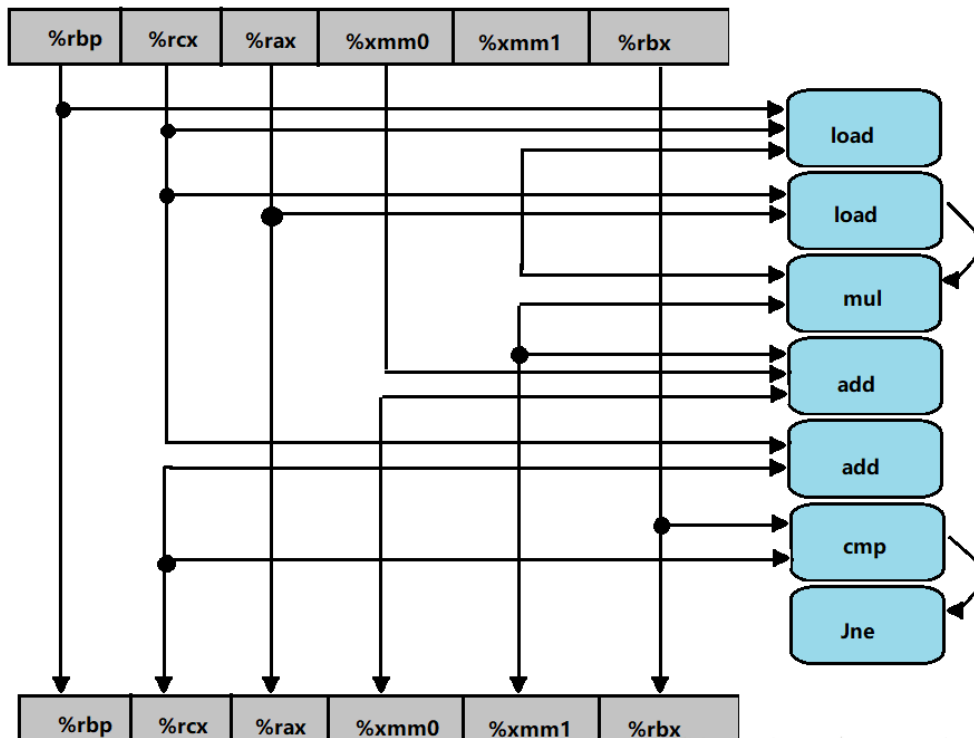 %rbp %rcx %rax %xmm0 %xmm1 %rbx
load
load
mul
add
add
cmp
Jne
%rbp %rcx %rax %xmm0 %xmm1 %rbx